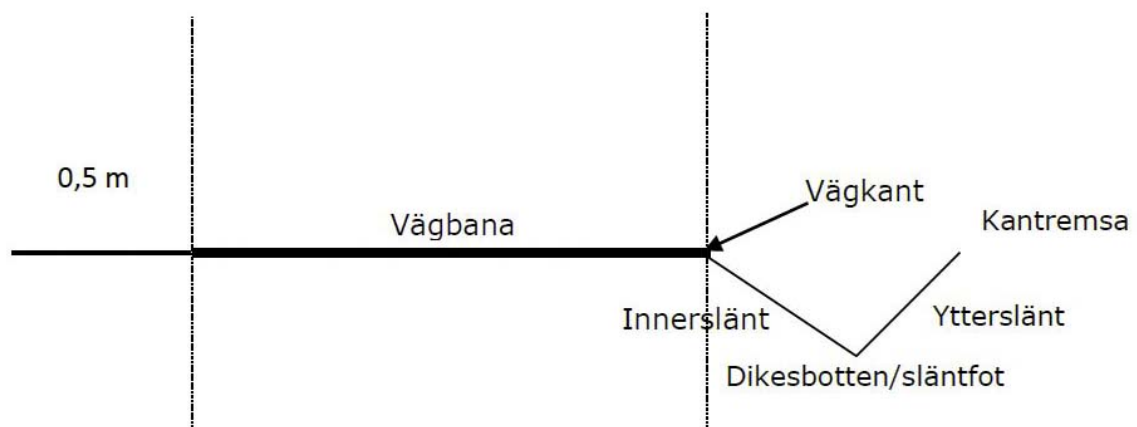 0,5 m
Vägkant
Vägbana
Kantremsa
Innerslänt
Ytterslänt
Dikesbotten/släntfot